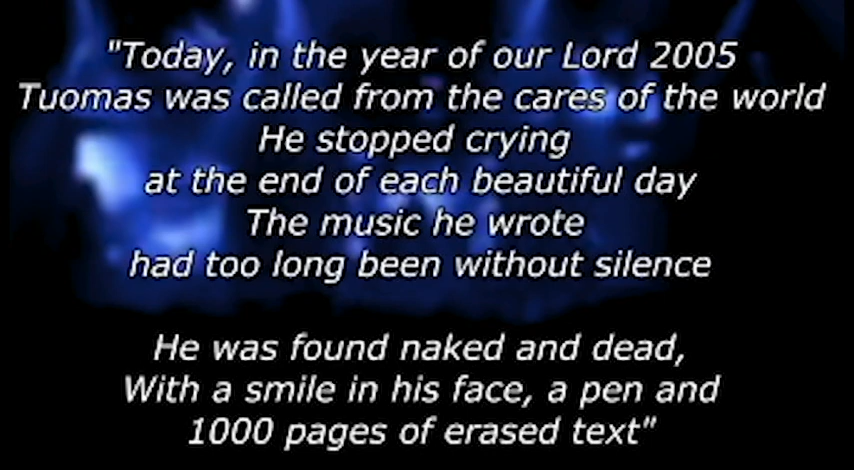 "Today, in the year of our Lord 2005
Tuomas was called from the cares of the world
He stopped crying
at the end of each beautiful day
The music he wrote
had too long been without silence
He was found naked and dead,
With a smile in his face, a pen and
1000 pages of erased text"